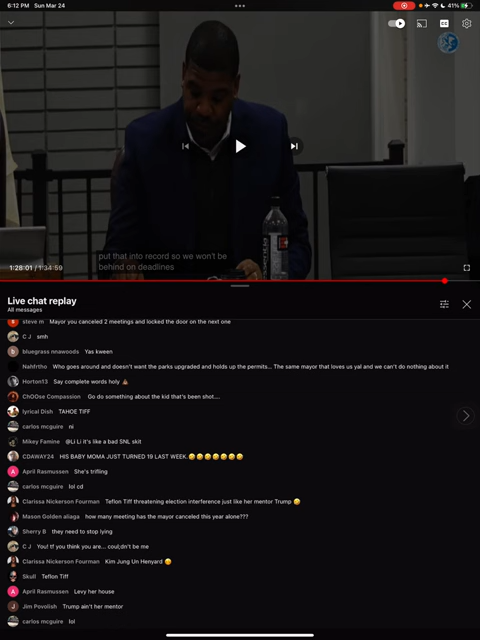 6:12 PM Sun Mar 24
41%
CC
put that into record so we won't be
behind on deadlines
1:28:01 / 1:34:59
Live chat replay
All messages
steve m Mayor you canceled 2 meetings and locked the door on the next one
C J smh
bluegrass nnawoods Yas kween
Nahfrtho Who goes around and doesn't want the parks upgraded and holds up the permits... The same mayor that loves us yal and we can't do nothing about it
Horton13 Say complete words holy 💩
ChOOse Compassion Go do something about the kid that's been shot....
lyrical Dish TAHOE TIFF
carlos mcguire ni
Mikey Famine @Li Li it's like a bad SNL skit
CDAWAY24 HIS BABY MOMA JUST TURNED 19 LAST WEEK.🤣🤣🤣🤣🤣🤣🤣
April Rasmussen She's trifling
carlos mcguire lol cd
Clarissa Nickerson Fourman Teflon Tiff threatening election interference just like her mentor Trump 🤣
Mason Golden aliaga how many meeting has the mayor canceled this year alone???
Sherry B they need to stop lying
C J You! tf you think you are... coul;dn't be me
Clarissa Nickerson Fourman Kim Jung Un Henyard 🤣
Skull Teflon Tiff
April Rasmussen Levy her house
Jim Povolish Trump ain't her mentor
carlos mcguire lol